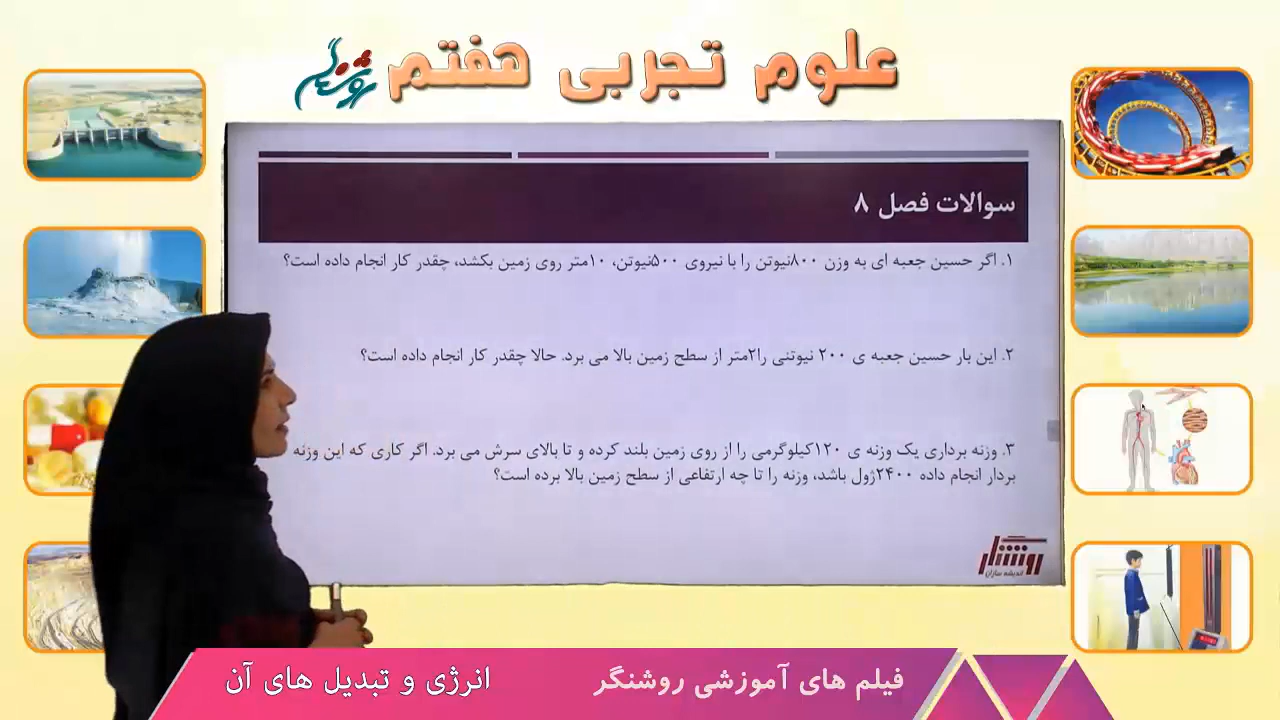 علوم تجربی هفتم
روشنگر
سوالات فصل ۸
۱. اگر حسین جعبه ای به وزن ۸۰۰نیوتن را با نیروی ۵۰۰نیوتن، ۱۰متر روی زمین بکشد، چقدر کار انجام داده است؟
۲. این بار حسین جعبه ی ۲۰۰ نیوتنی را۲متر از سطح زمین بالا می برد. حالا چقدر کار انجام داده است؟
۳. وزنه برداری یک وزنه ی ۱۲۰کیلوگرمی را از روی زمین بلند کرده و تا بالای سرش می برد. اگر کاری که این وزنه
بردار انجام داده ۲۴۰۰ژول باشد، وزنه را تا چه ارتفاعی از سطح زمین بالا برده است؟
روشنگر
اندیشه سازان
فیلم های آموزشی روشنگر
انرژی و تبدیل های آن